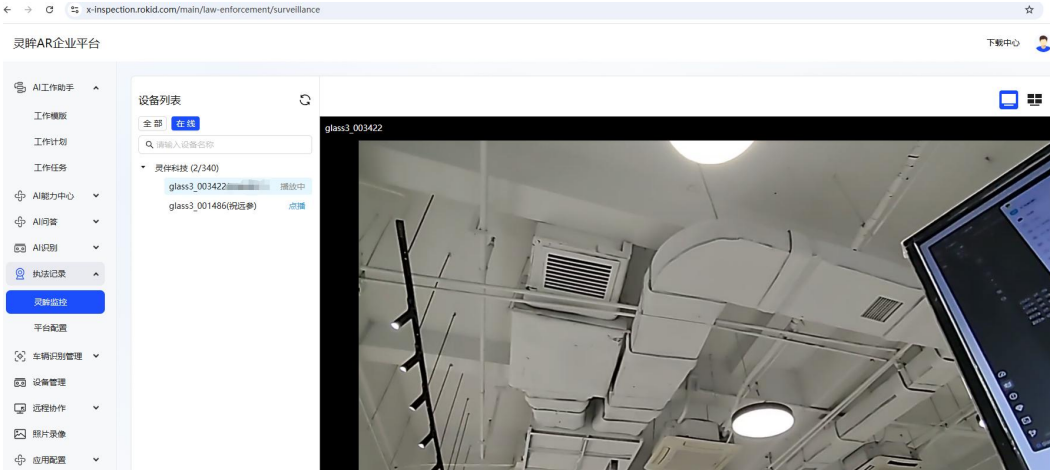 x-inspection.rokid.com/main/law-enforcement/surveillance
灵眸AR企业平台
下载中心
AI工作助手
工作模版
工作计划
工作任务
AI能力中心
AI问答
AI识别
执法记录
灵眸监控
平台配置
车辆识别管理
设备管理
远程协作
照片录像
应用配置
设备列表
全部 在线
请输入设备名称
灵伴科技 (2/340)
glass3_003422 播放中
glass3_001486(祝远参) 点播
glass3_003422